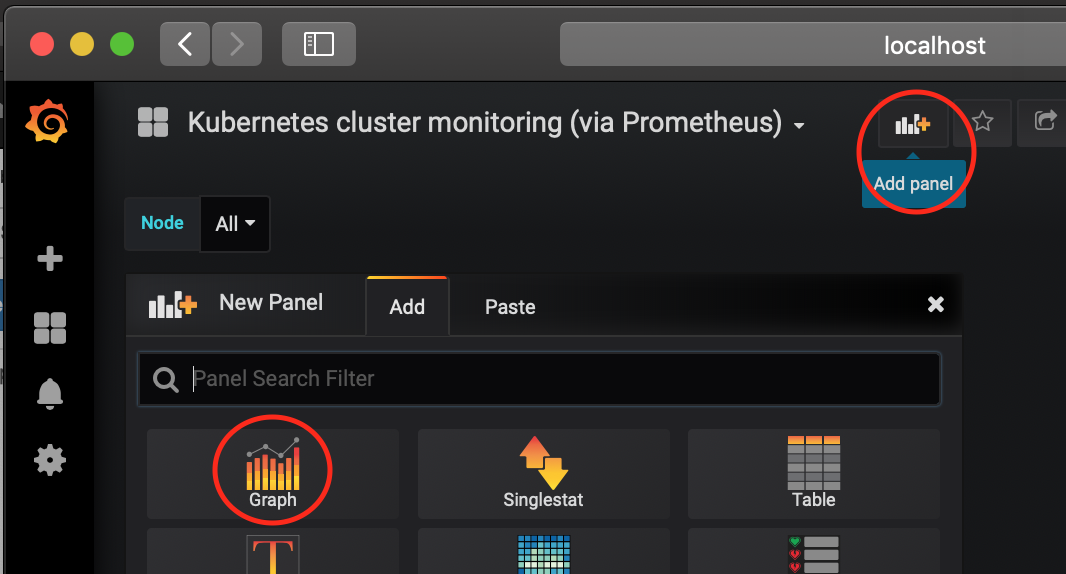 localhost
Kubernetes cluster monitoring (via Prometheus)
Add panel
Node
All
New Panel
Add
Paste
Panel Search Filter
Graph
Singlestat
Table